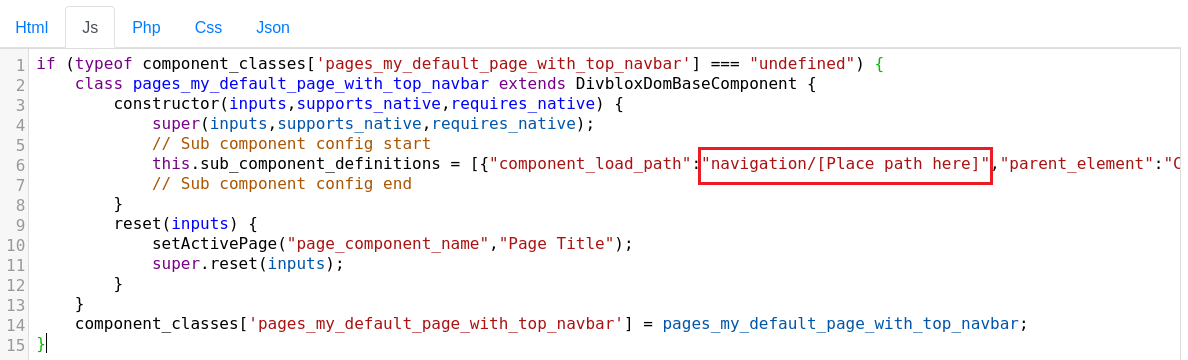 Html Js Php Css Json
1 if (typeof component_classes['pages_my_default_page_with_top_navbar'] === "undefined") {
2 class pages_my_default_page_with_top_navbar extends DivbloxDomBaseComponent {
3 constructor(inputs,supports_native,requires_native) {
4 super(inputs,supports_native,requires_native);
5 // Sub component config start
6 this.sub_component_definitions = [{"component_load_path":"navigation/[Place path here]","parent_element":"C
7 // Sub component config end
8 }
9 reset(inputs) {
10 setActivePage("page_component_name","Page Title");
11 super.reset(inputs);
12 }
13 }
14 component_classes['pages_my_default_page_with_top_navbar'] = pages_my_default_page_with_top_navbar;
15 }